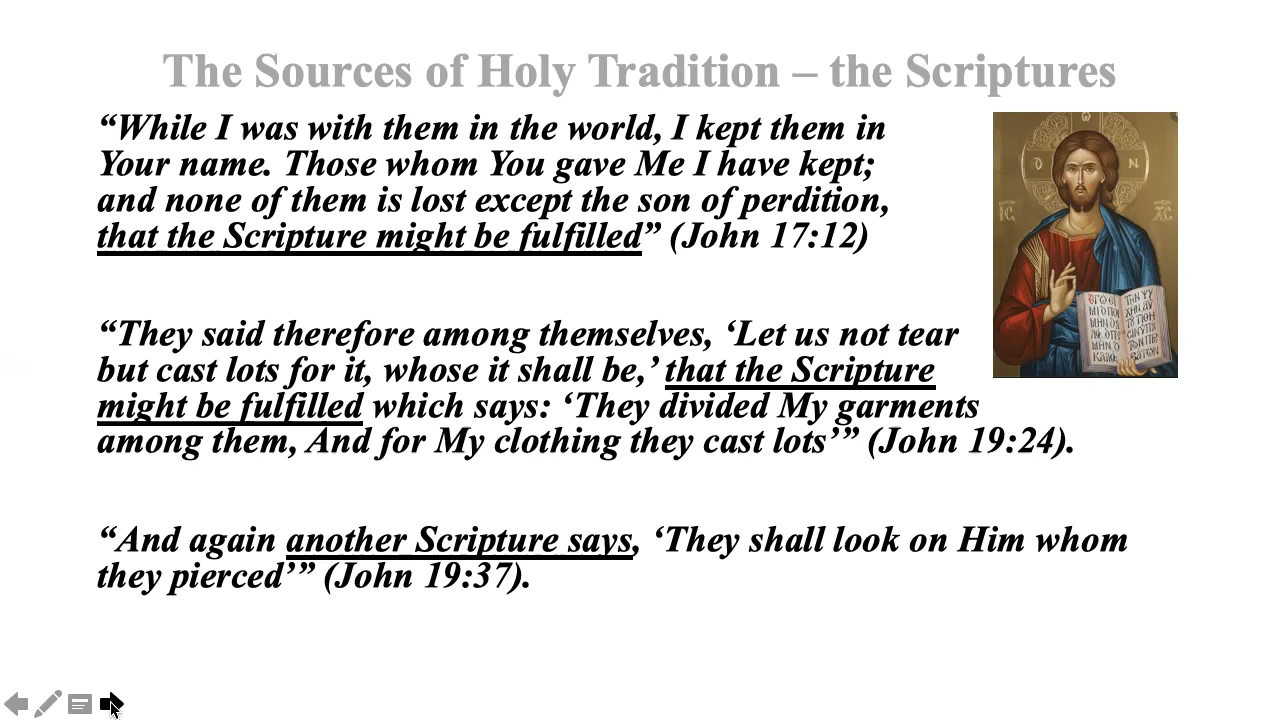 The Sources of Holy Tradition – the Scriptures
“While I was with them in the world, I kept them in
Your name. Those whom You gave Me I have kept;
and none of them is lost except the son of perdition,
that the Scripture might be fulfilled” (John 17:12)
“They said therefore among themselves, ‘Let us not tear
but cast lots for it, whose it shall be,’ that the Scripture
might be fulfilled which says: ‘They divided My garments
among them, And for My clothing they cast lots’” (John 19:24).
“And again another Scripture says, ‘They shall look on Him whom
they pierced’” (John 19:37).